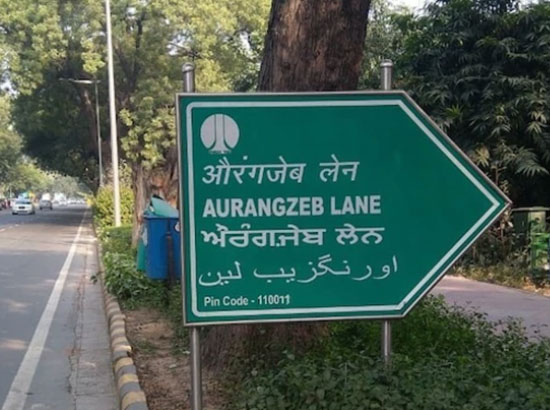 औरंगजेब लेन
AURANGZEB LANE
ਔਰੰਗਜ਼ੇਬ ਲੇਨ
اورنگزیب لین
Pin Code - 110011